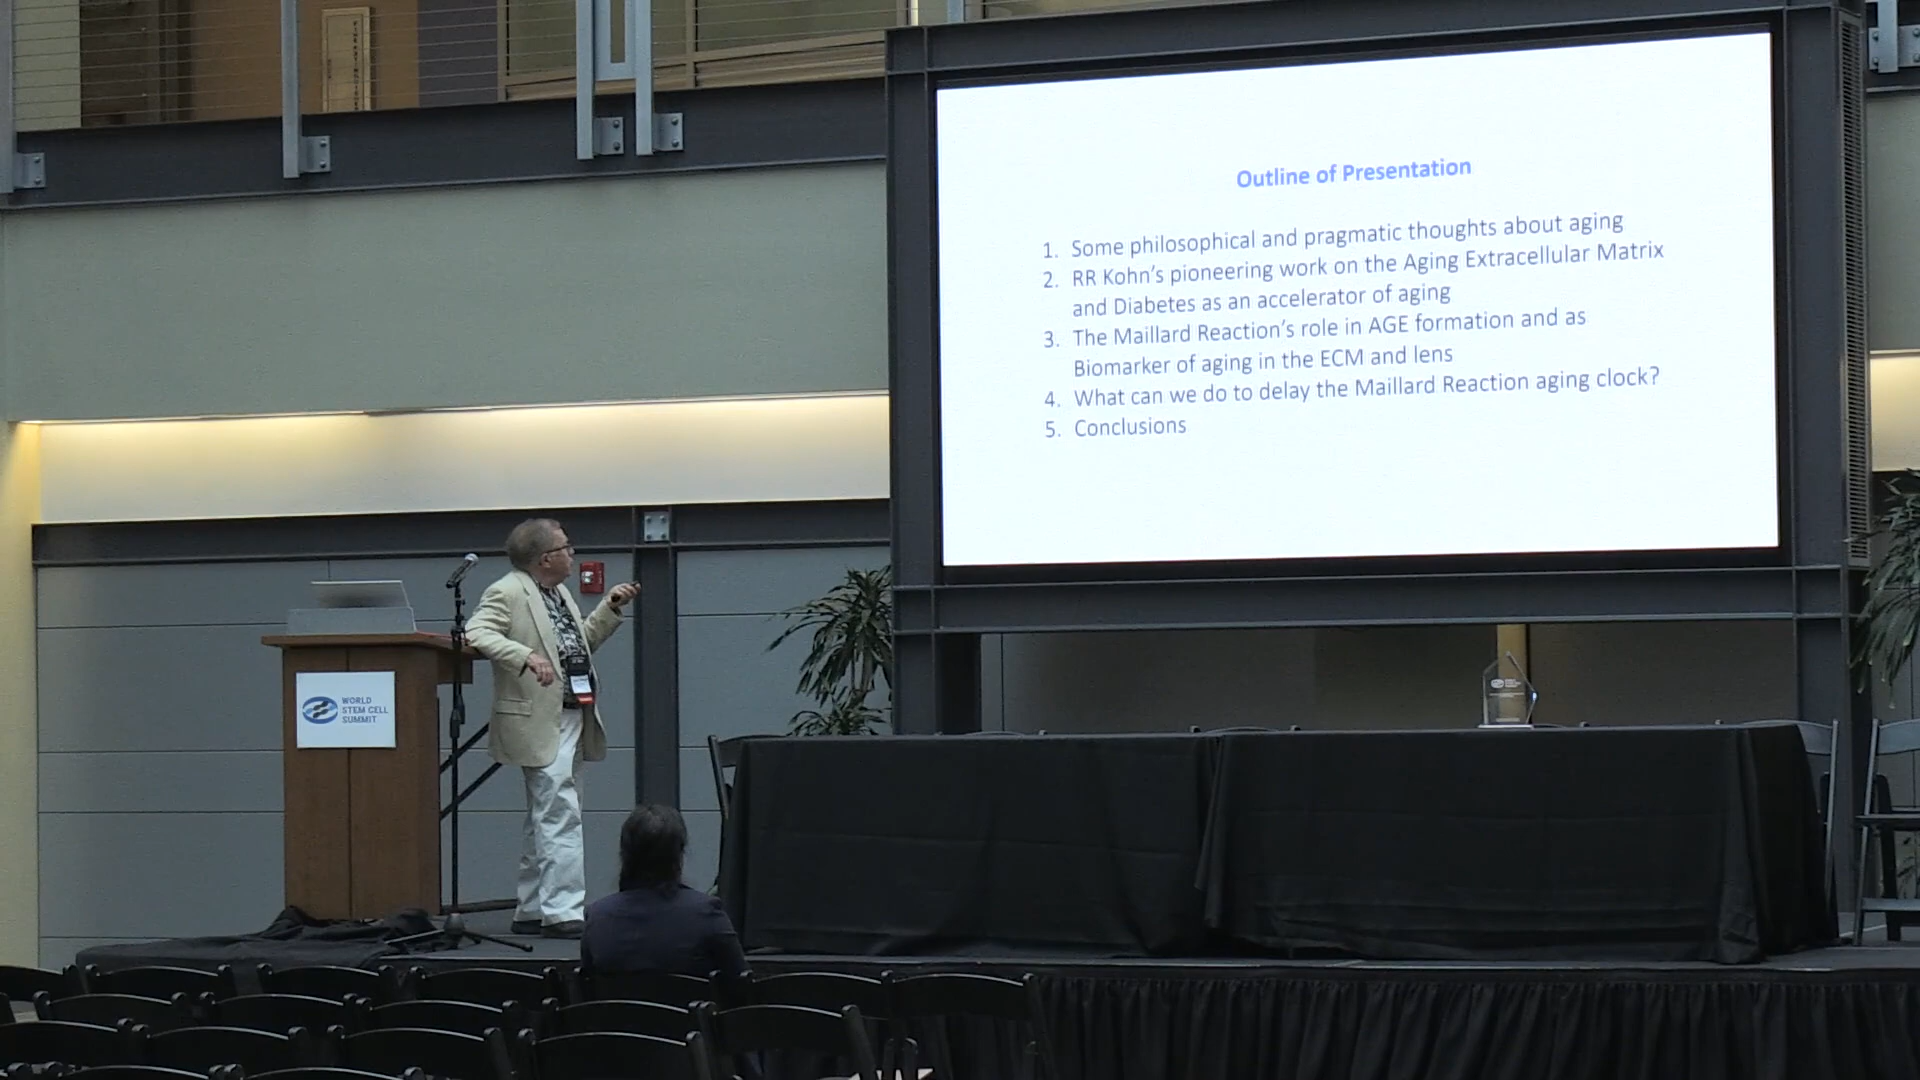 Outline of Presentation
1. Some philosophical and pragmatic thoughts about aging
2. RR Kohn's pioneering work on the Aging Extracellular Matrix
and Diabetes as an accelerator of aging
3. The Maillard Reaction's role in AGE formation and as
Biomarker of aging in the ECM and lens
4. What can we do to delay the Maillard Reaction aging clock?
5. Conclusions
WORLD
STEM CELL
SUMMIT